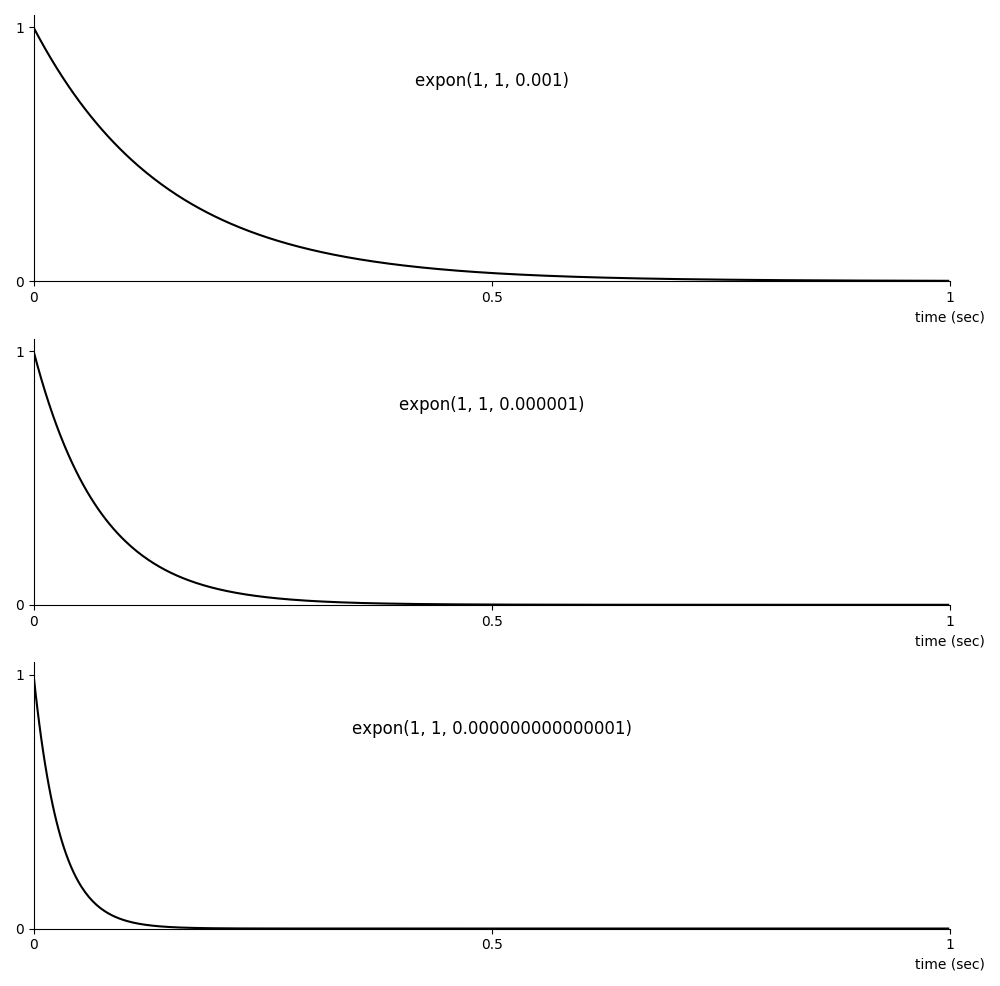 1
expon(1, 1, 0.001)
0
0 0.5 1
time (sec)
1
expon(1, 1, 0.000001)
0
0 0.5 1
time (sec)
1
expon(1, 1, 0.000000000000001)
0
0 0.5 1
time (sec)